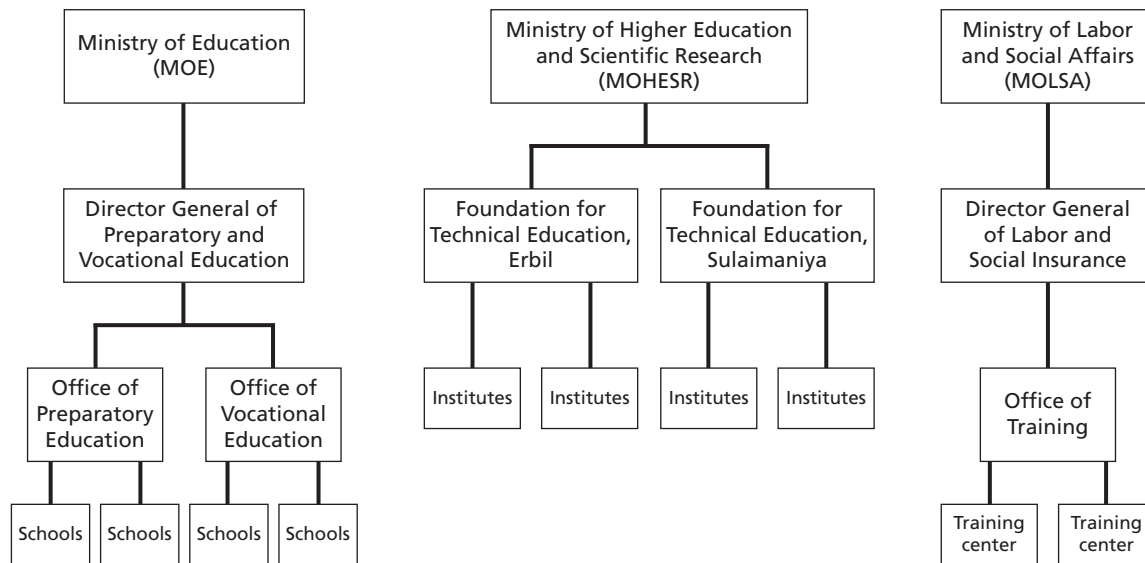 Ministry of Education
(MOE)
Ministry of Higher Education
and Scientific Research
(MOHESR)
Ministry of Labor
and Social Affairs
(MOLSA)
Director General of
Preparatory and
Vocational Education
Foundation for
Technical Education,
Erbil
Foundation for
Technical Education,
Sulaimaniya
Director General
of Labor and
Social Insurance
Office of
Preparatory
Education
Office of
Vocational
Education
Institutes
Institutes
Institutes
Institutes
Office of
Training
Schools
Schools
Schools
Schools
Training
center
Training
center